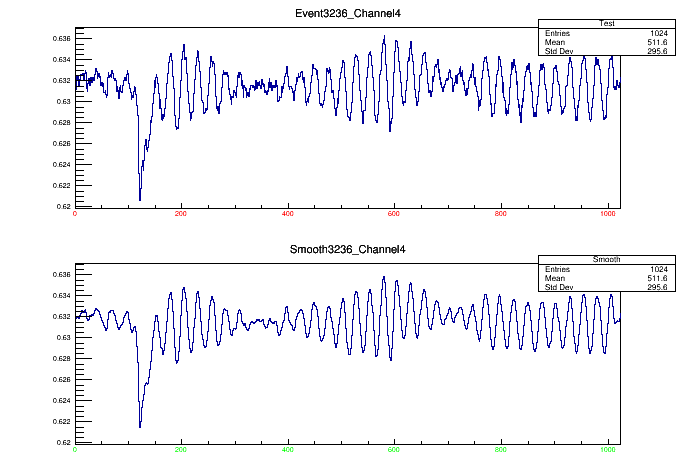 Event3236_Channel4
Test
Entries 1024
Mean 511.6
Std Dev 295.6
0.636
0.634
0.632
0.63
0.628
0.626
0.624
0.622
0.62
0 200 400 600 800 1000
Smooth3236_Channel4
Smooth
Entries 1024
Mean 511.6
Std Dev 295.6
0.636
0.634
0.632
0.63
0.628
0.626
0.624
0.622
0.62
0 200 400 600 800 1000